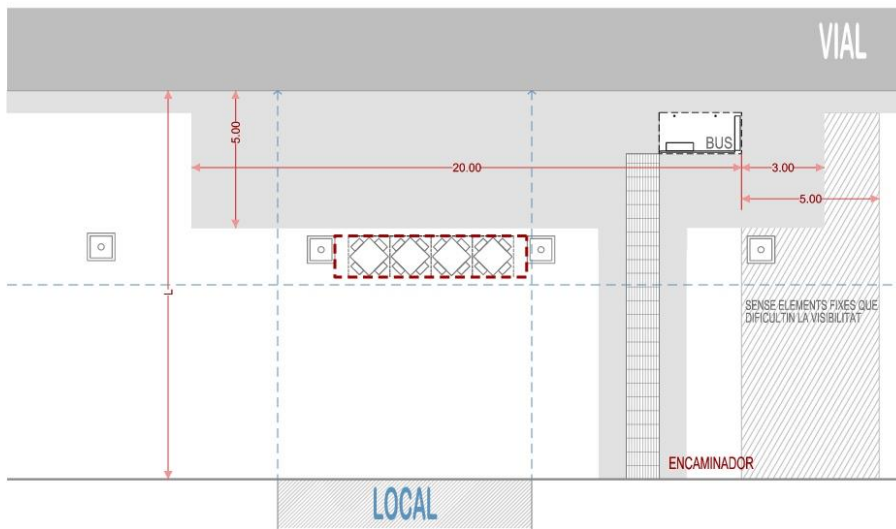 VIAL
5.00
BUS
20.00
3.00
5.00
L
SENSE ELEMENTS FIXES QUE
DIFICULTIN LA VISIBILITAT
ENCAMINADOR
LOCAL